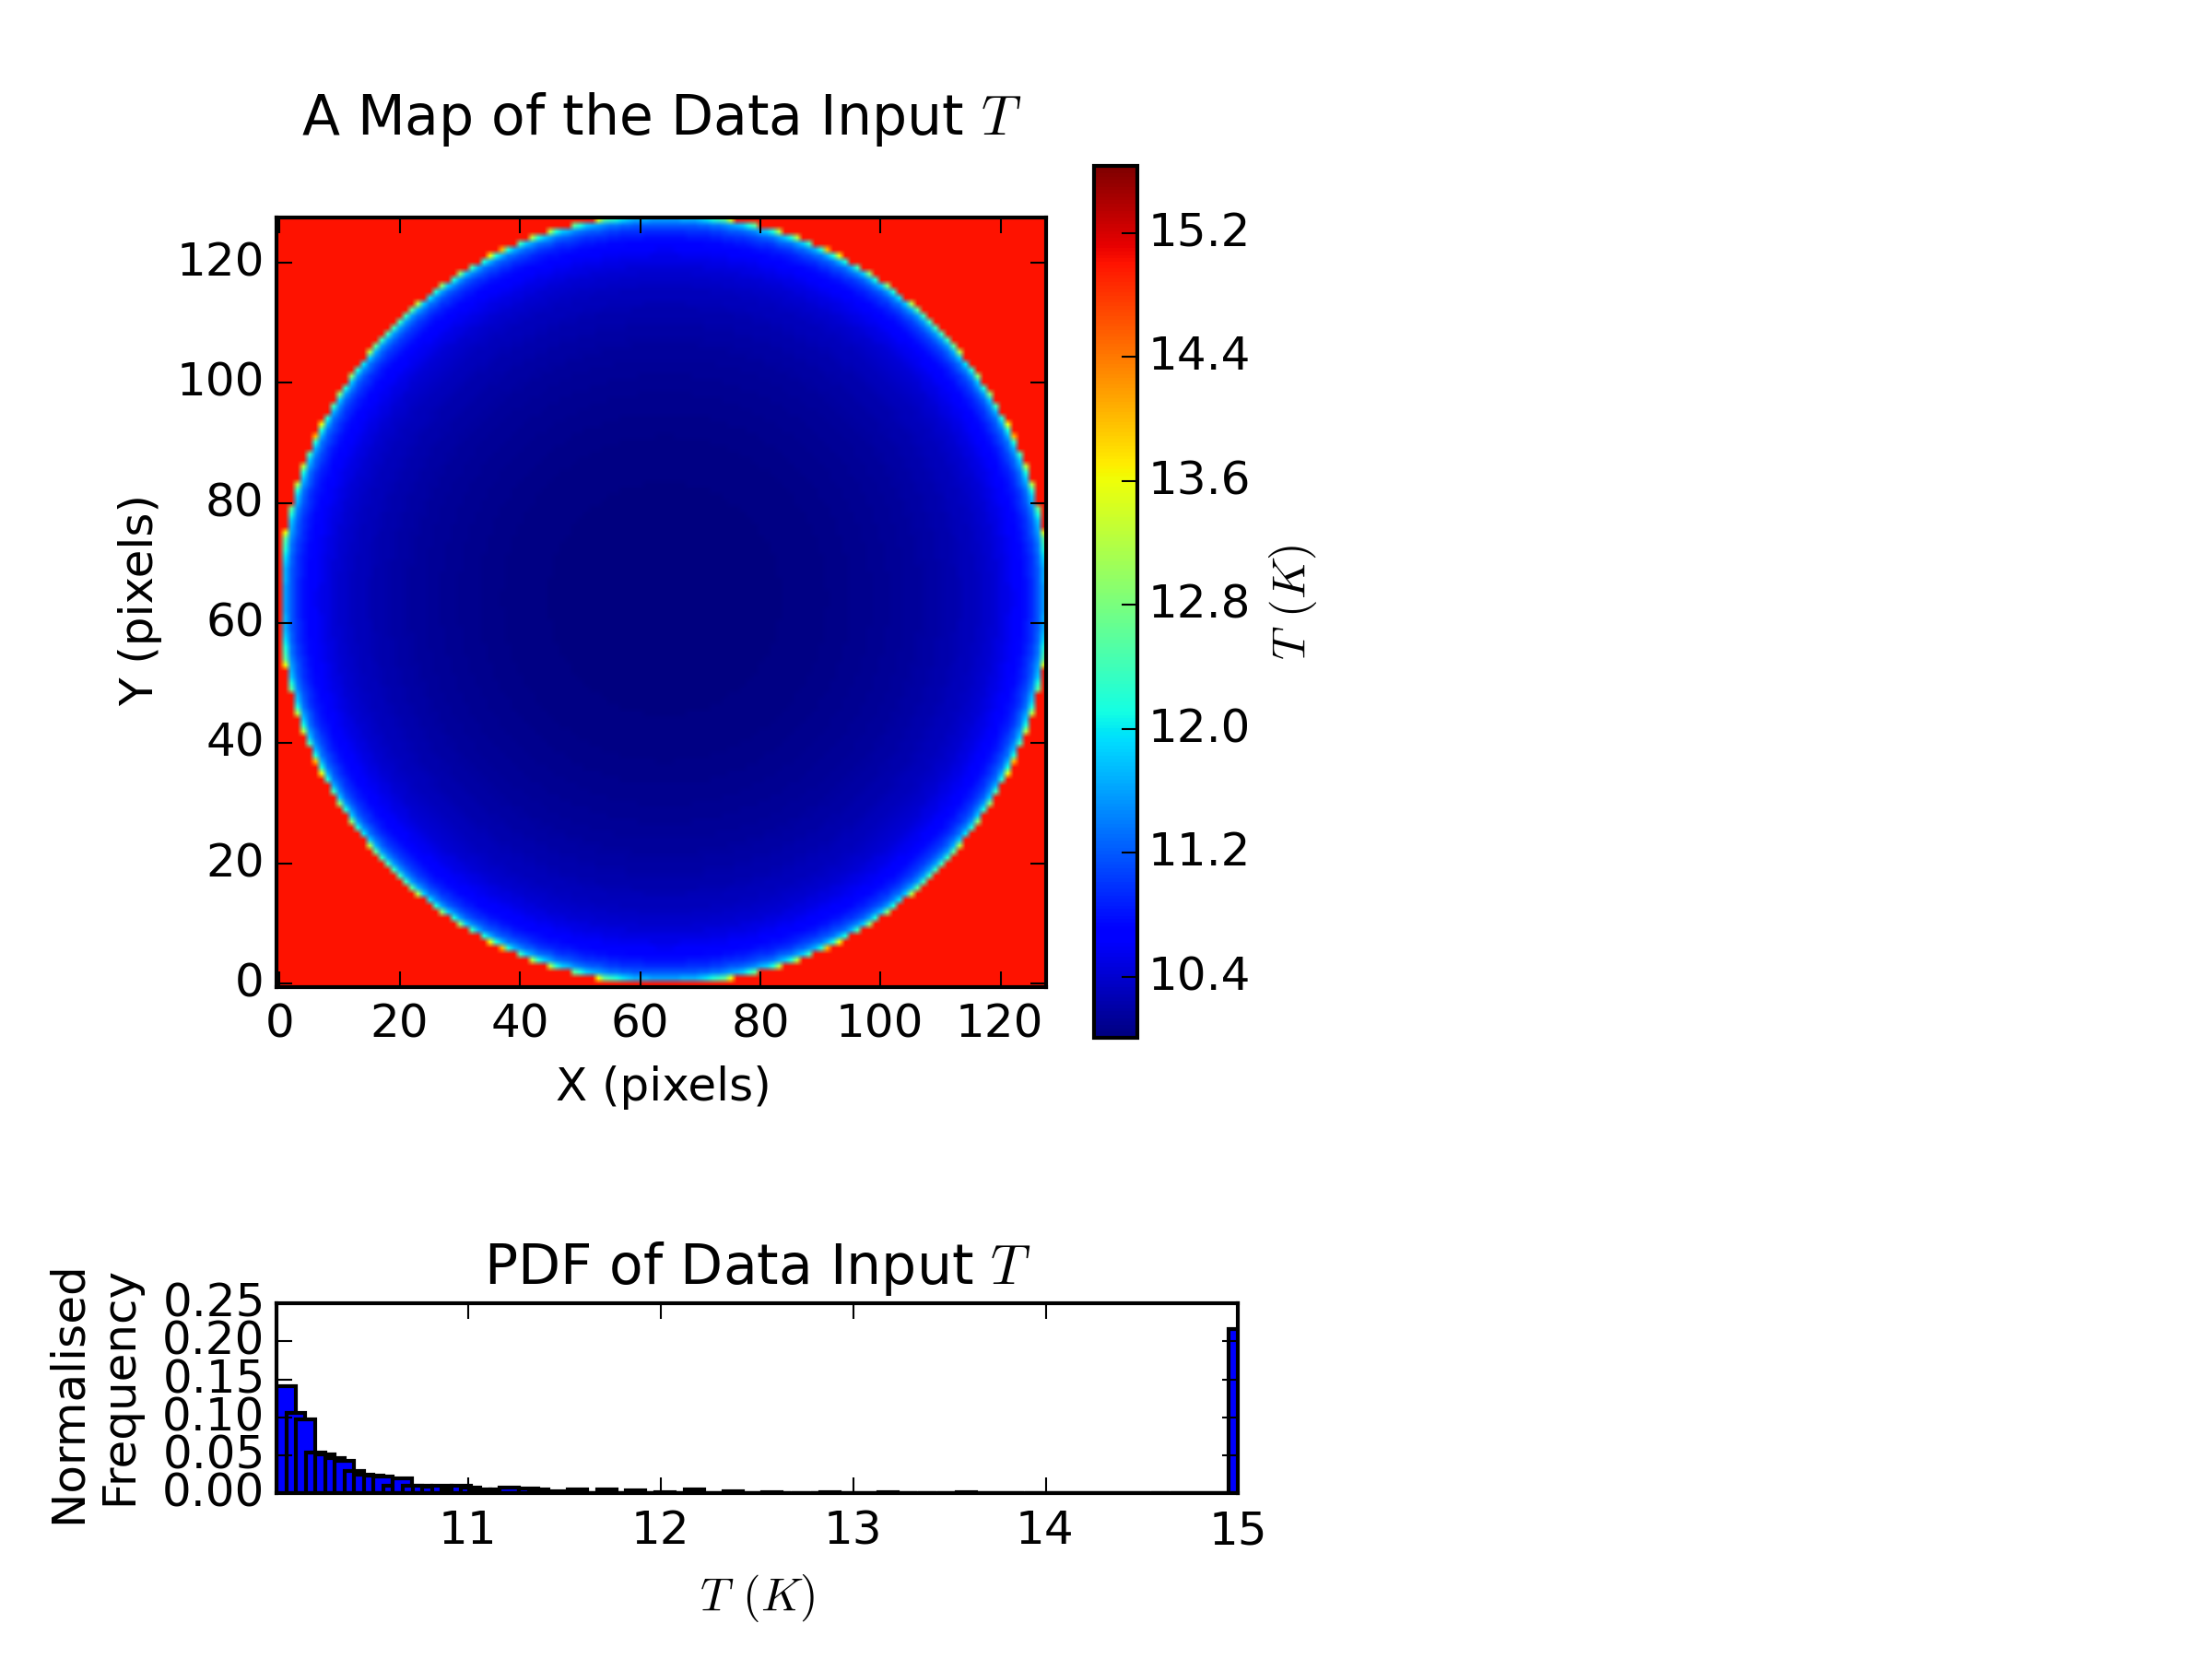 A Map of the Data Input T
15.2
14.4
13.6
12.8
12.0
11.2
10.4
T (K)
120
100
80
60
40
20
0
Y (pixels)
0 20 40 60 80 100 120
X (pixels)
PDF of Data Input T
Normalised
Frequency
0.25
0.20
0.15
0.10
0.05
0.00
11 12 13 14 15
T (K)